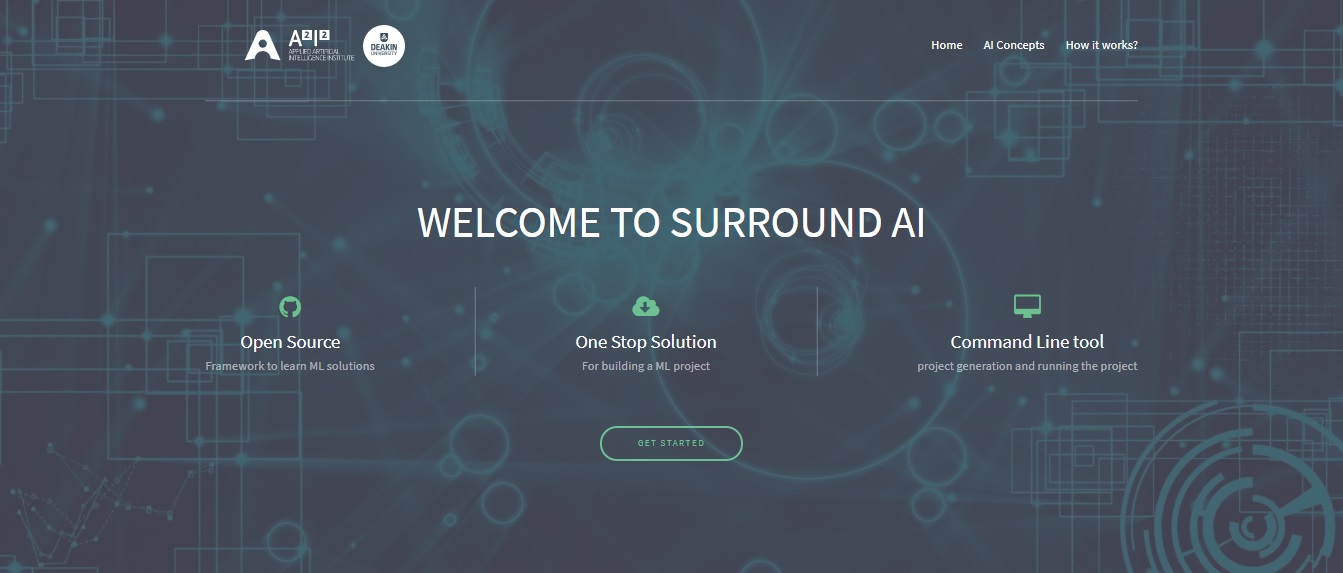 A2I2
APPLIED ARTIFICIAL
INTELLIGENCE INSTITUTE
DEAKIN
UNIVERSITY
Home
AI Concepts
How it works?
WELCOME TO SURROUND AI
Open Source
Framework to learn ML solutions
One Stop Solution
For building a ML project
Command Line tool
project generation and running the project
GET STARTED